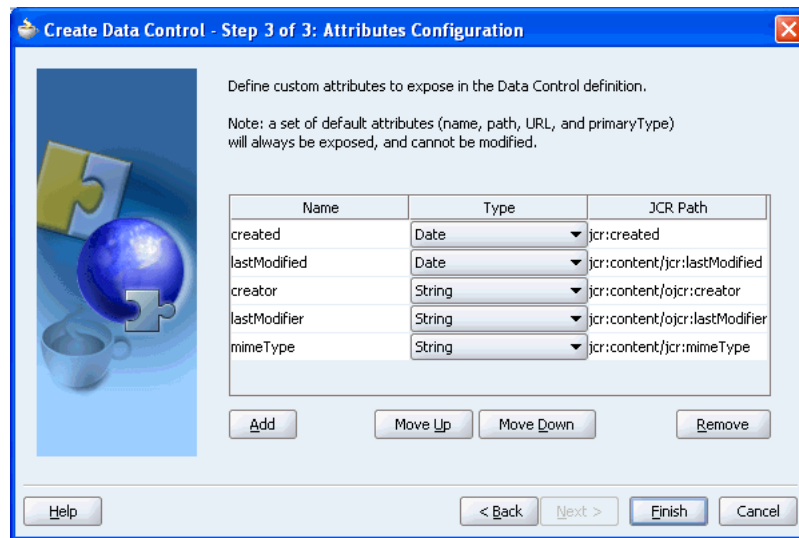 Create Data Control - Step 3 of 3: Attributes Configuration
Define custom attributes to expose in the Data Control definition.
Note: a set of default attributes (name, path, URL, and primaryType)
will always be exposed, and cannot be modified.
Name Type JCR Path
created Date jcr:created
lastModified Date jcr:content/jcr:lastModified
creator String jcr:content/ojcr:creator
lastModifier String jcr:content/ojcr:lastModifier
mimeType String jcr:content/jcr:mimeType
Add Move Up Move Down Remove
Help < Back Next > Finish Cancel